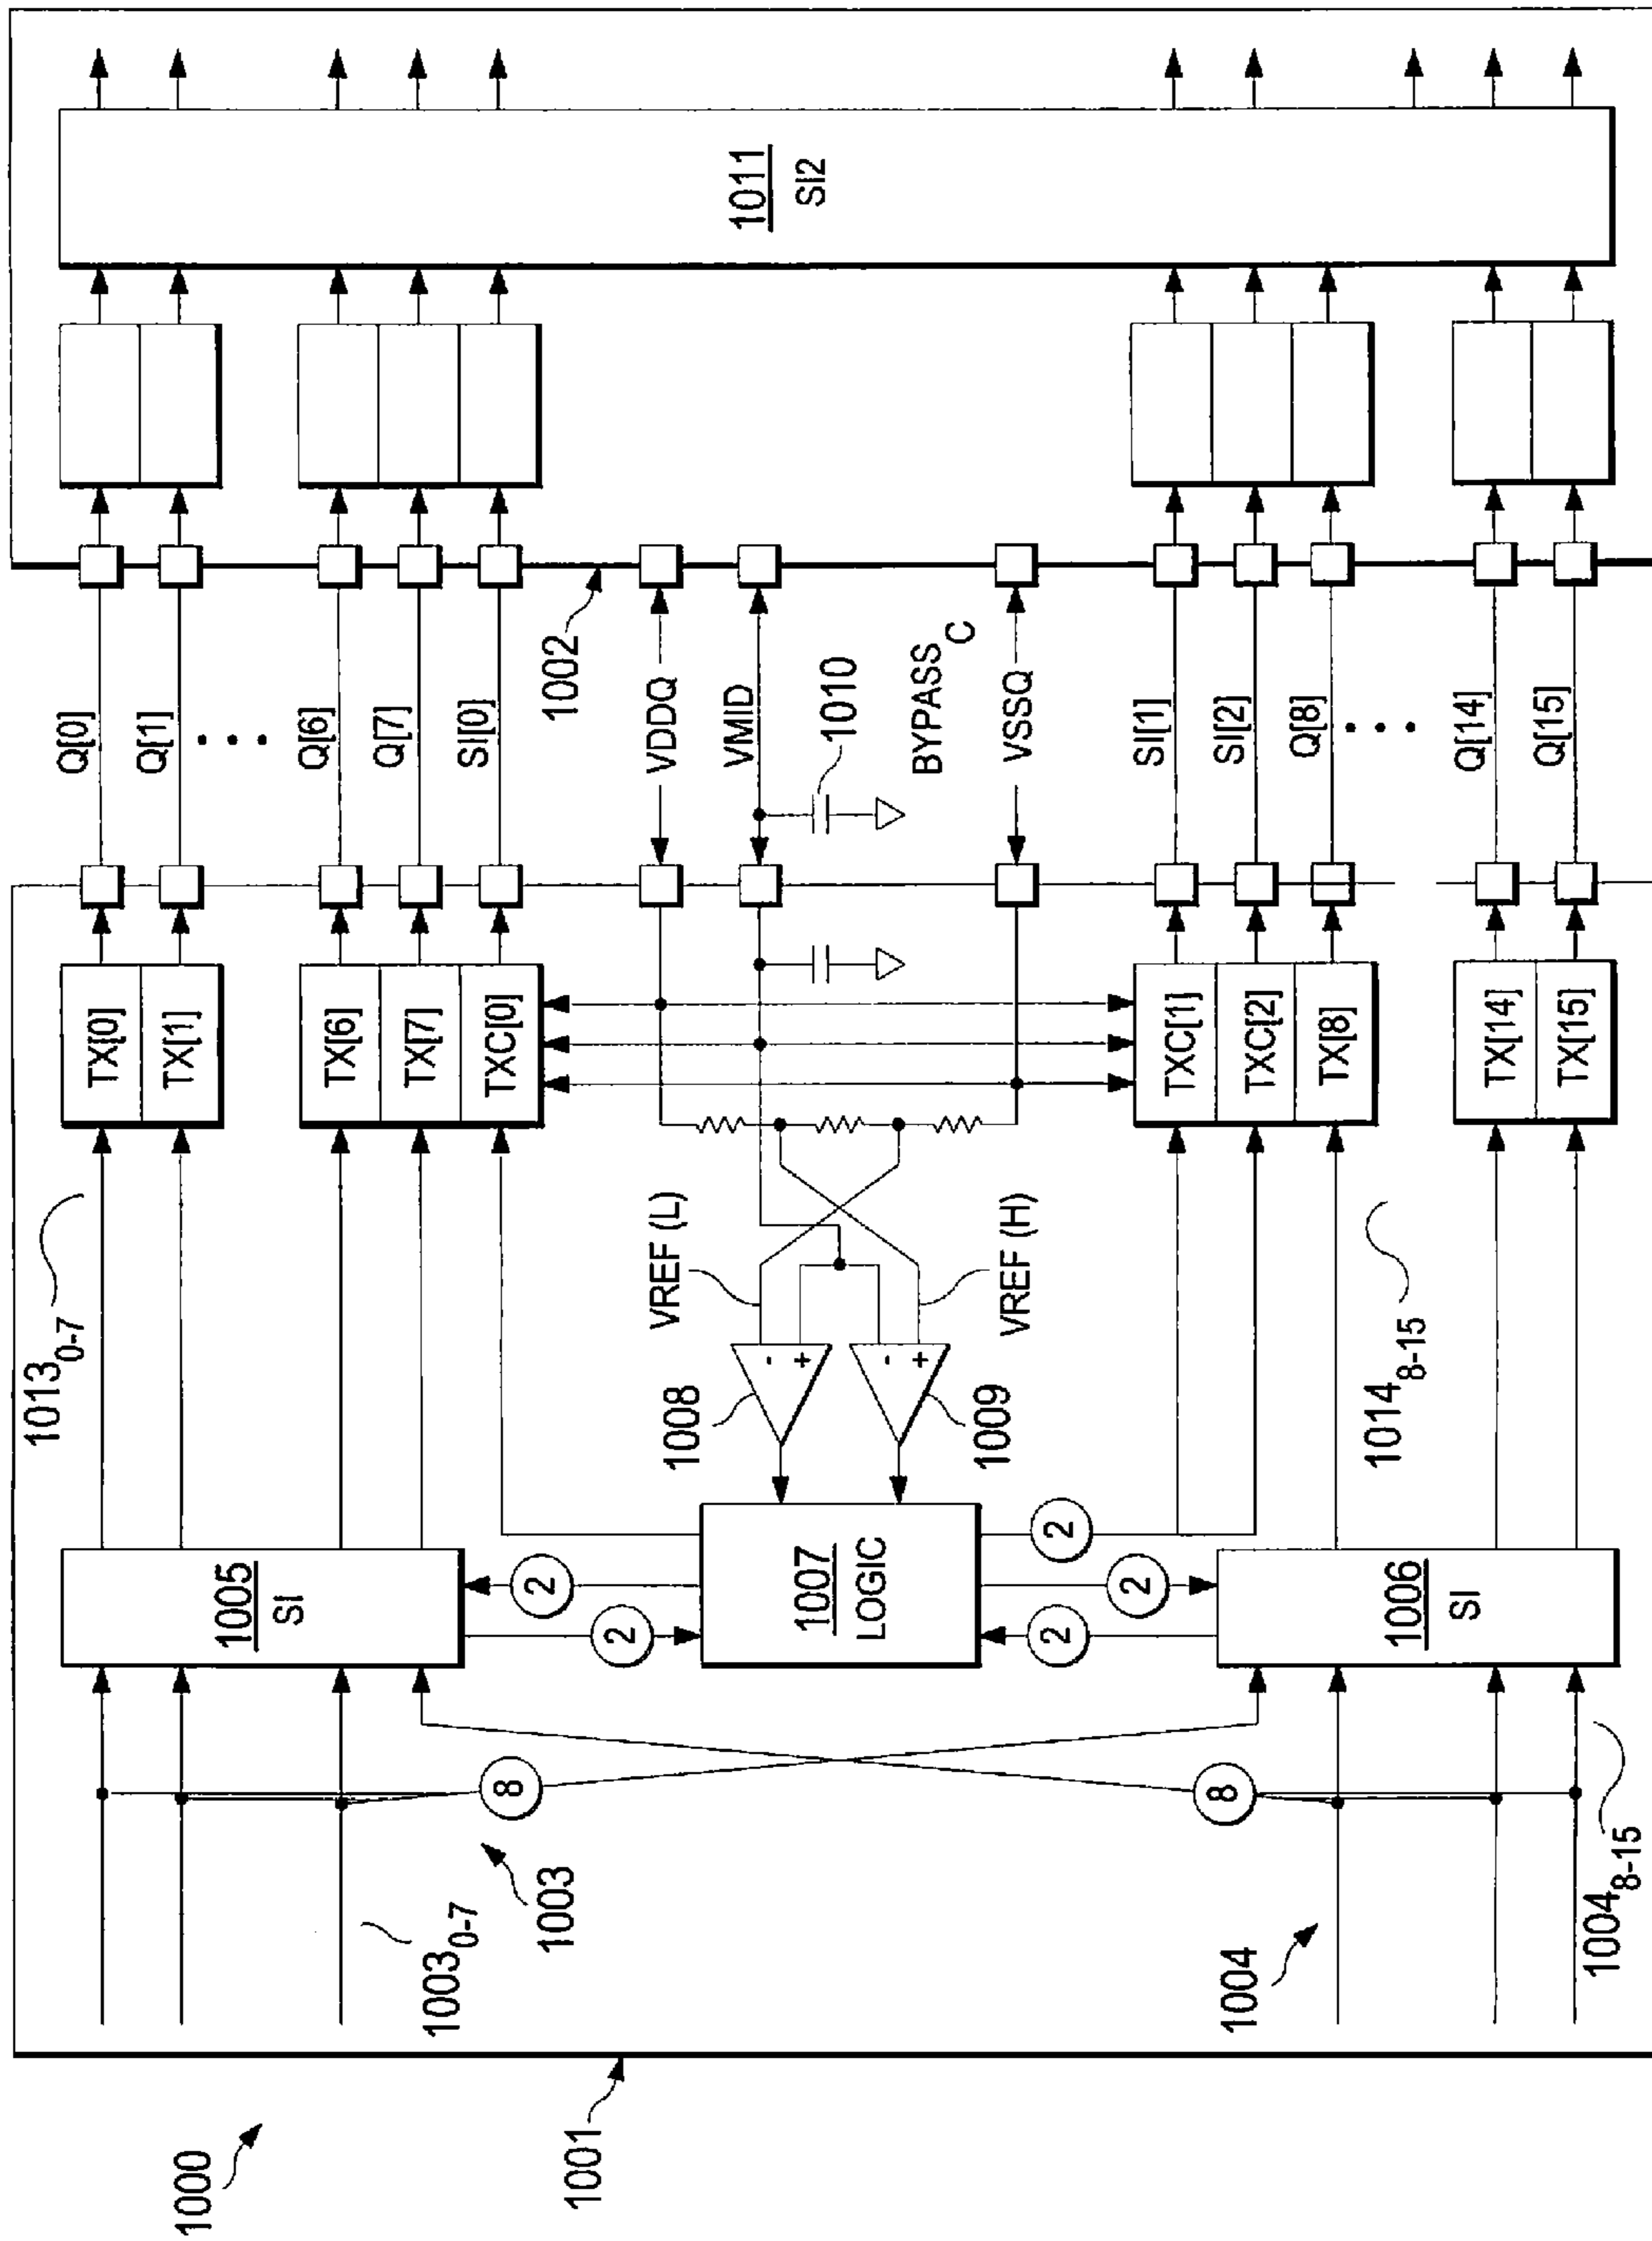 1000
1001
1003
1003 0-7
1004
1004 8-15
8
8
1005
SI
2
2
1007
LOGIC
2
2
2
1006
SI
1013 0-7
1008
1009
-
+
-
+
VREF (L)
VREF (H)
1014 8-15
TX[0]
TX[1]
TX[6]
TX[7]
TXC[0]
TXC[1]
TXC[2]
TX[8]
TX[14]
TX[15]
Q[0]
Q[1]
• • •
Q[6]
Q[7]
SI[0]
1002
VDDQ
VMID
1010
BYPASS C
VSSQ
SI[1]
SI[2]
Q[8]
• • •
Q[14]
Q[15]
1011
SI2